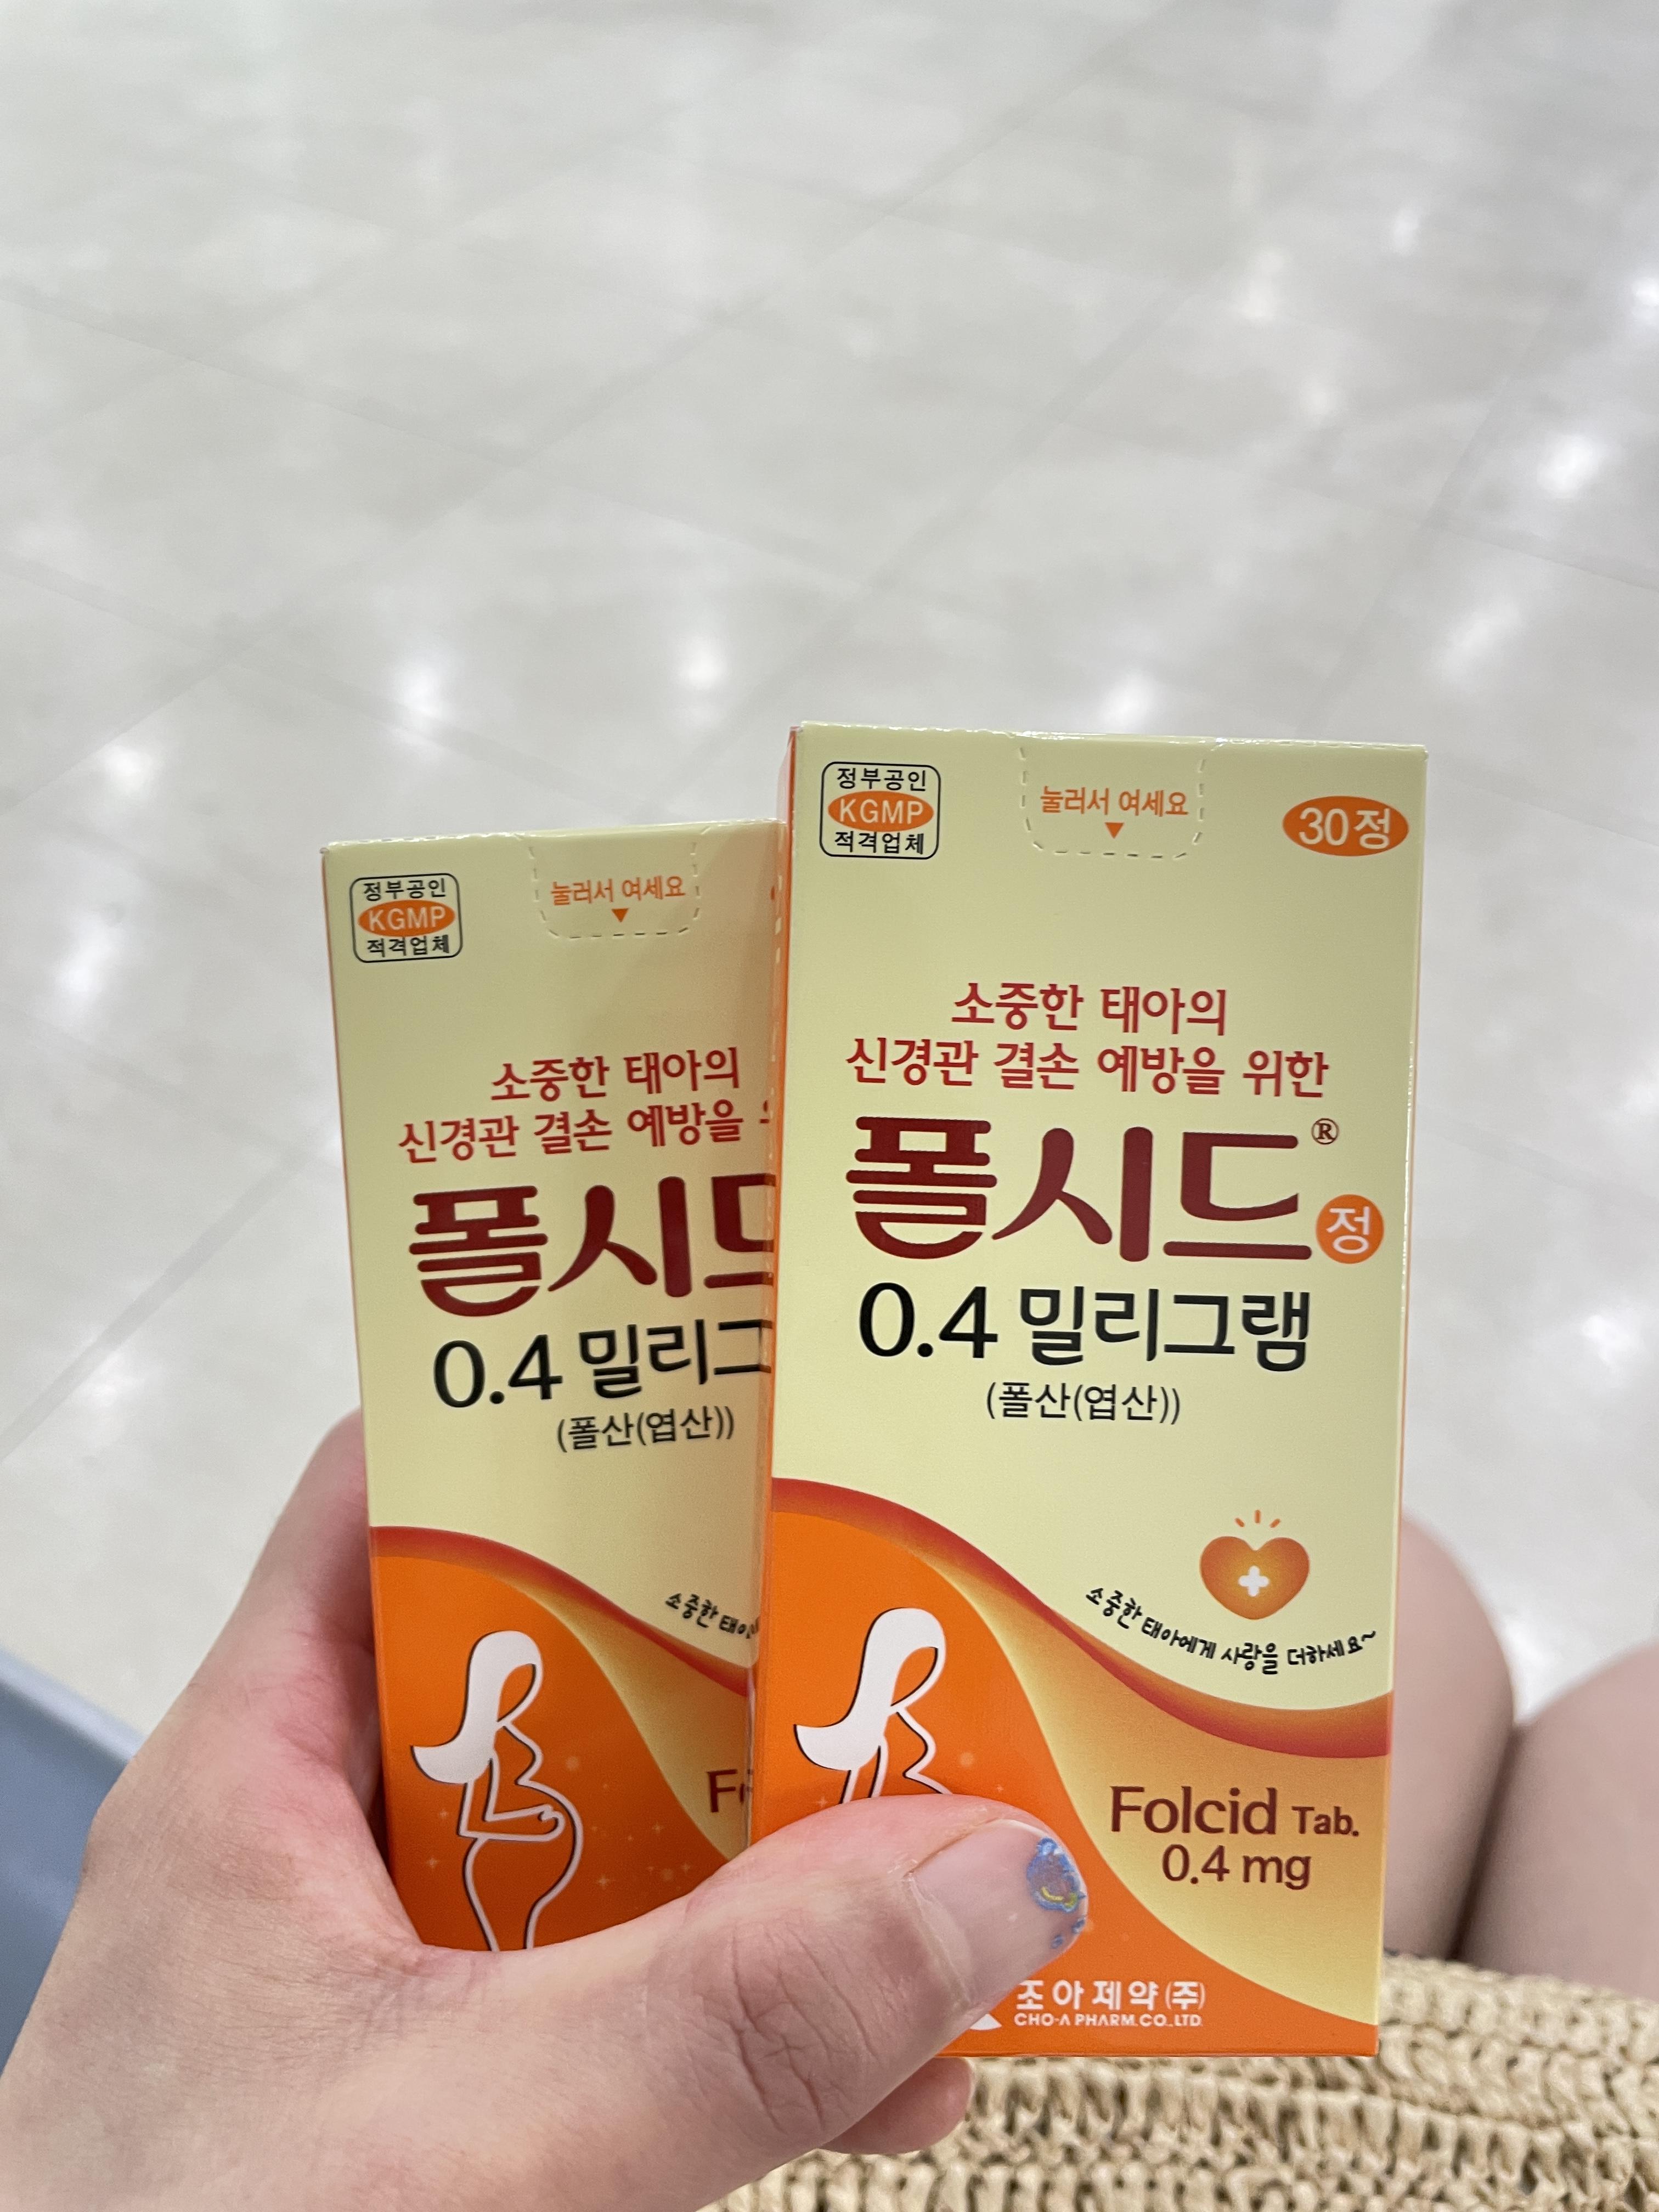 정부공인
KGMP
적격업체
눌러서 여세요
소중한 태아의
신경관 결손 예방을
폴시드
0.4 밀리그
(폴산(엽산))
소중한
정부공인
KGMP
적격업체
눌러서 여세요
30정
소중한 태아의
신경관 결손 예방을 위한
폴시드®
정
0.4 밀리그램
(폴산(엽산))
소중한 태아에게 사랑을 더하세요~
Folcid Tab.
0.4 mg
조아제약(주)
CHO-A PHARM.CO.,LTD.